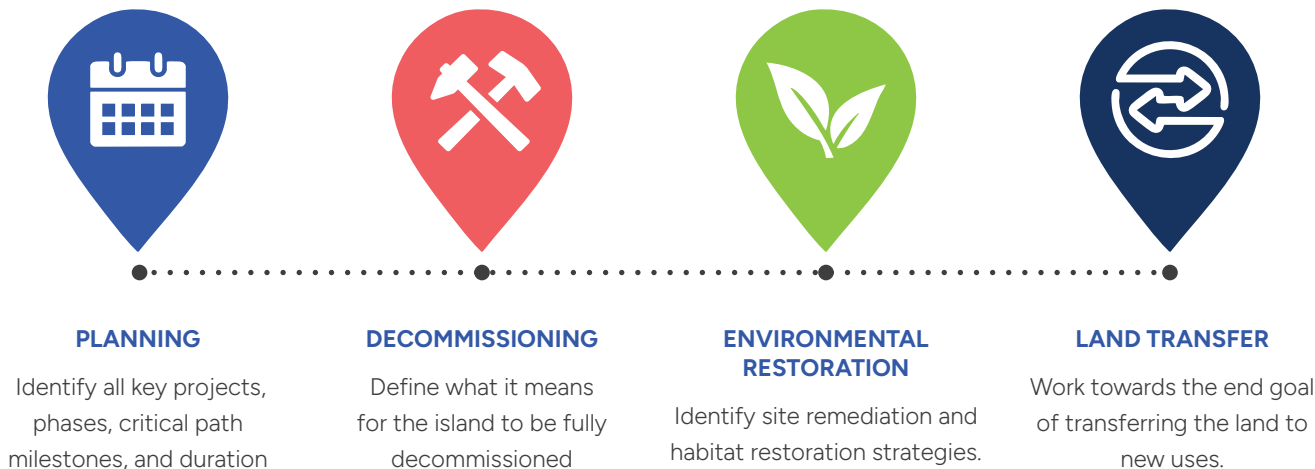 PLANNING
Identify all key projects,
phases, critical path
milestones, and duration
DECOMMISSIONING
Define what it means
for the island to be fully
decommissioned
ENVIRONMENTAL
RESTORATION
Identify site remediation and
habitat restoration strategies.
LAND TRANSFER
Work towards the end goal
of transferring the land to
new uses.